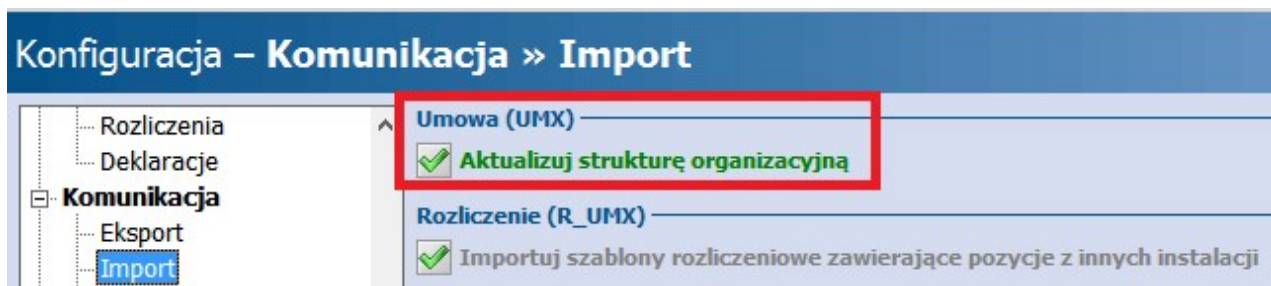 Konfiguracja – Komunikacja » Import
Rozliczenia
Deklaracje
Komunikacja
Eksport
Import
Umowa (UMX)
Aktualizuj strukturę organizacyjną
Rozliczenie (R_UMX)
Importuj szablony rozliczeniowe zawierające pozycje z innych instalacji